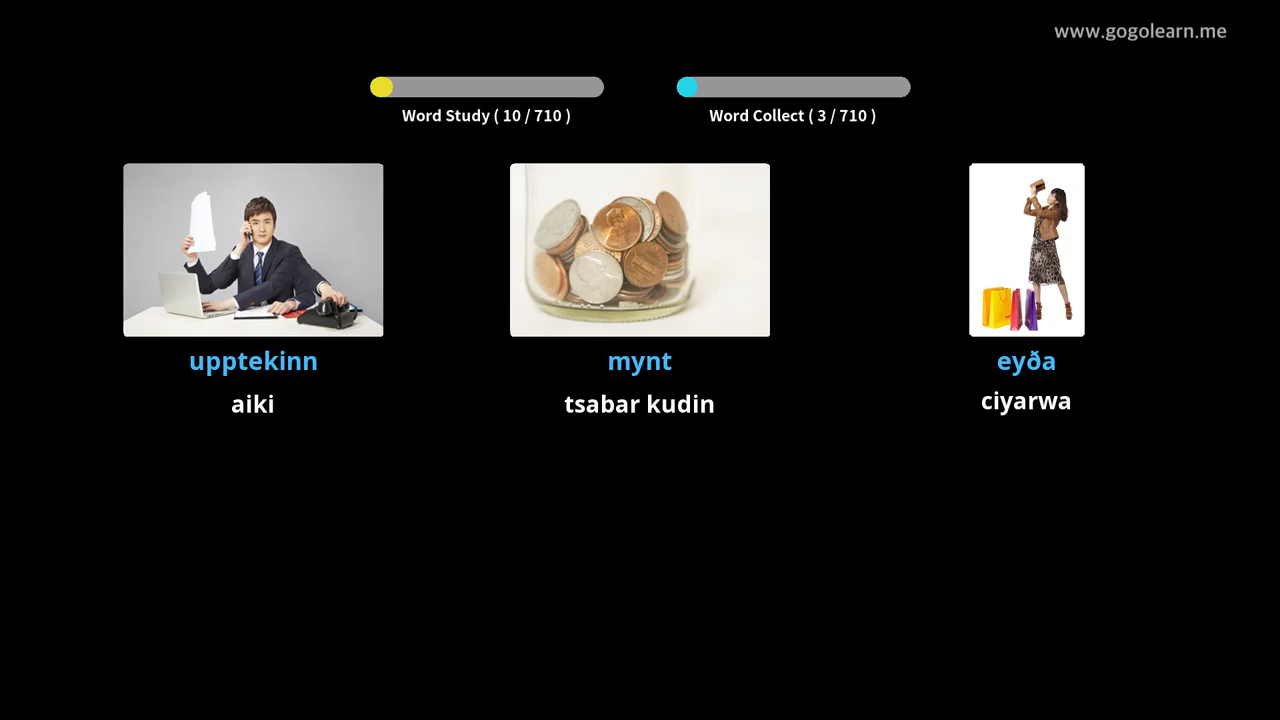 www.gogolearn.me
Word Study ( 10 / 710 )
Word Collect ( 3 / 710 )
upptekinn
mynt
eyða
aiki
tsabar kudin
ciyarwa